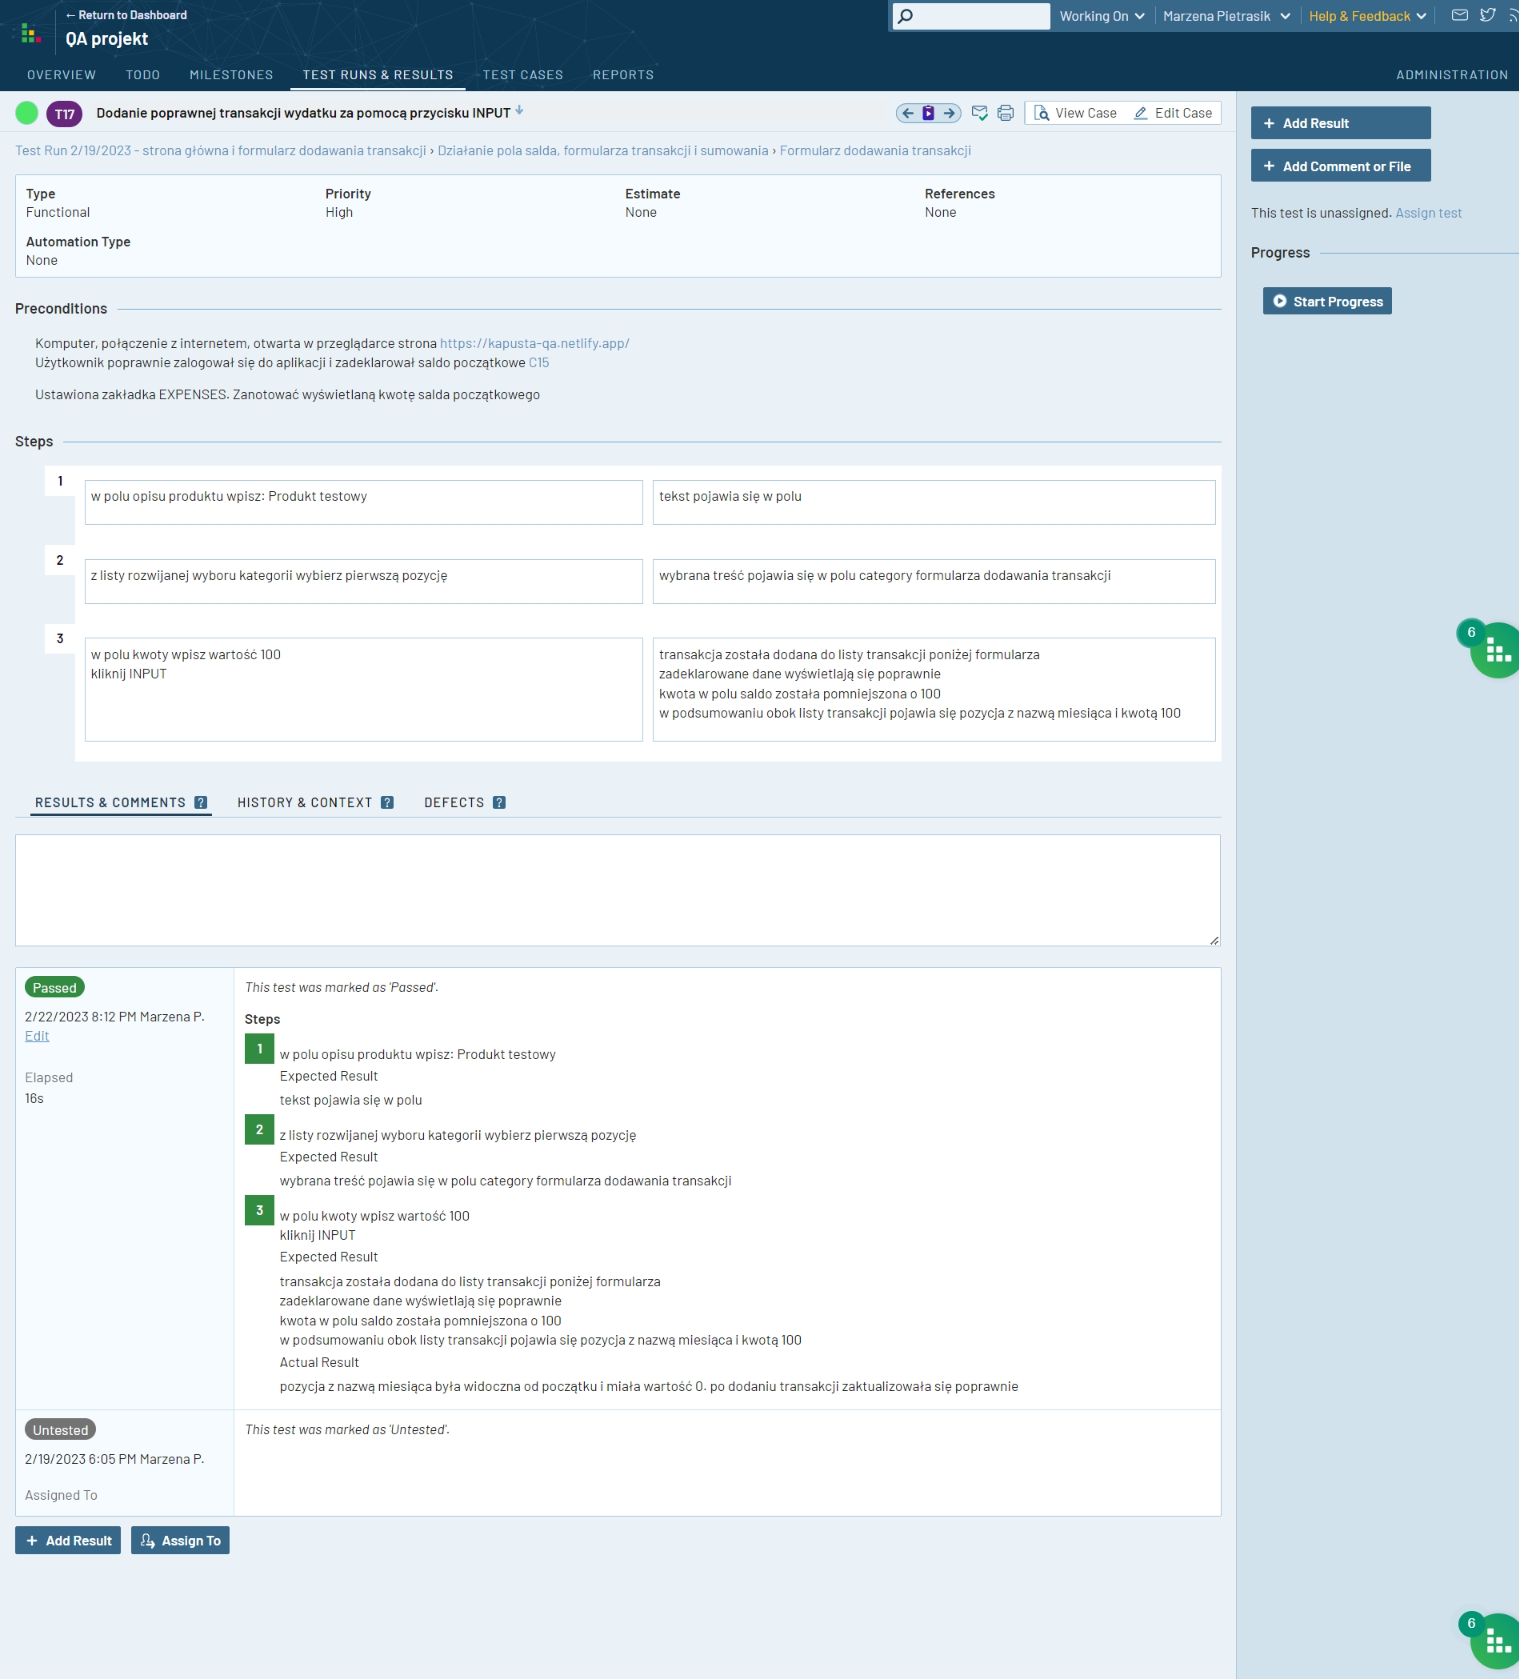 ← Return to Dashboard
QA projekt
Working On
Marzena Pietrasik
Help & Feedback
OVERVIEW
TODO
MILESTONES
TEST RUNS & RESULTS
TEST CASES
REPORTS
ADMINISTRATION
T17
Dodanie poprawnej transakcji wydatku za pomocą przycisku INPUT
View Case
Edit Case
Test Run 2/19/2023 - strona główna i formularz dodawania transakcji › Działanie pola salda, formularza transakcji i sumowania › Formularz dodawania transakcji
Type
Functional
Priority
High
Estimate
None
References
None
Automation Type
None
Preconditions
Komputer, połączenie z internetem, otwarta w przeglądarce strona https://kapusta-qa.netlify.app/
Użytkownik poprawnie zalogował się do aplikacji i zadeklarował saldo początkowe C15
Ustawiona zakładka EXPENSES. Zanotować wyświetlaną kwotę salda początkowego
Steps
1
w polu opisu produktu wpisz: Produkt testowy
tekst pojawia się w polu
2
z listy rozwijanej wyboru kategorii wybierz pierwszą pozycję
wybrana treść pojawia się w polu category formularza dodawania transakcji
3
w polu kwoty wpisz wartość 100
kliknij INPUT
transakcja została dodana do listy transakcji poniżej formularza
zadeklarowane dane wyświetlają się poprawnie
kwota w polu saldo została pomniejszona o 100
w podsumowaniu obok listy transakcji pojawia się pozycja z nazwą miesiąca i kwotą 100
RESULTS & COMMENTS ?
HISTORY & CONTEXT ?
DEFECTS ?
Passed
2/22/2023 8:12 PM Marzena P.
Edit
Elapsed
16s
This test was marked as 'Passed'.
Steps
1
w polu opisu produktu wpisz: Produkt testowy
Expected Result
tekst pojawia się w polu
2
z listy rozwijanej wyboru kategorii wybierz pierwszą pozycję
Expected Result
wybrana treść pojawia się w polu category formularza dodawania transakcji
3
w polu kwoty wpisz wartość 100
kliknij INPUT
Expected Result
transakcja została dodana do listy transakcji poniżej formularza
zadeklarowane dane wyświetlają się poprawnie
kwota w polu saldo została pomniejszona o 100
w podsumowaniu obok listy transakcji pojawia się pozycja z nazwą miesiąca i kwotą 100
Actual Result
pozycja z nazwą miesiąca była widoczna od początku i miała wartość 0. po dodaniu transakcji zaktualizowała się poprawnie
Untested
2/19/2023 6:05 PM Marzena P.
Assigned To
This test was marked as 'Untested'.
+ Add Result
Assign To
+ Add Result
+ Add Comment or File
This test is unassigned. Assign test
Progress
Start Progress
6
6